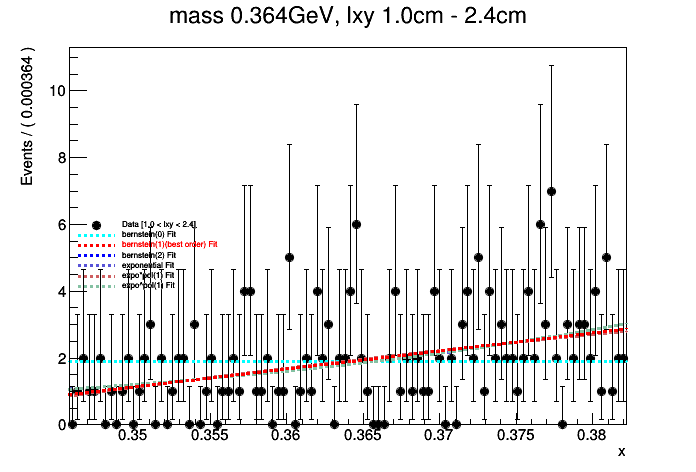 mass 0.364GeV, lxy 1.0cm - 2.4cm
Events / ( 0.000364 )
10
8
6
4
2
0
Data [1.0 < lxy < 2.4]
bernstein(0) Fit
bernstein(1)(best order) Fit
bernstein(2) Fit
exponential Fit
expo*pol(1) Fit
expo*pol(1) Fit
0.35 0.355 0.36 0.365 0.37 0.375 0.38
x